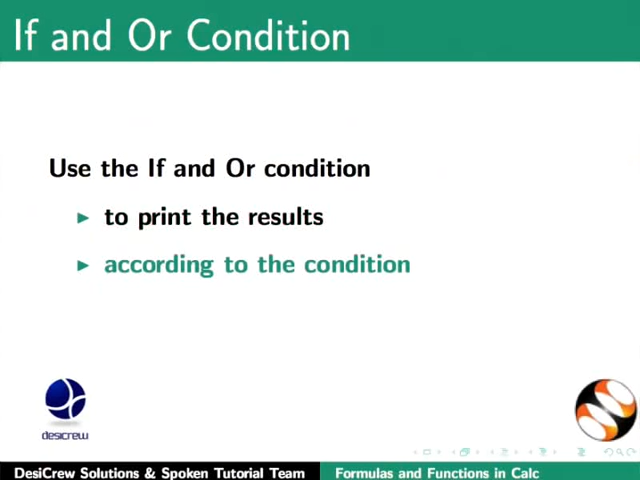 If and Or Condition
Use the If and Or condition
to print the results
according to the condition
desicrew
DesiCrew Solutions & Spoken Tutorial Team Formulas and Functions in Calc